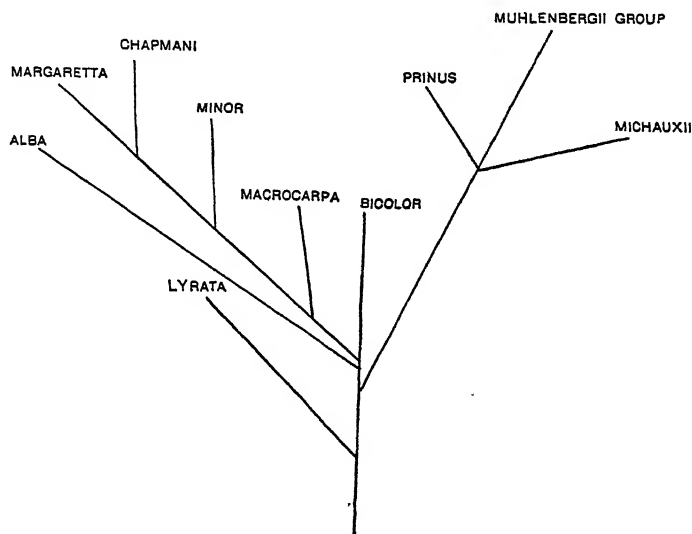 MUHLENBERGII GROUP
CHAPMANI
MARGARETTA
PRINUS
MINOR
MICHAUXII
ALBA
MACROCARPA
BICOLOR
LYRATA